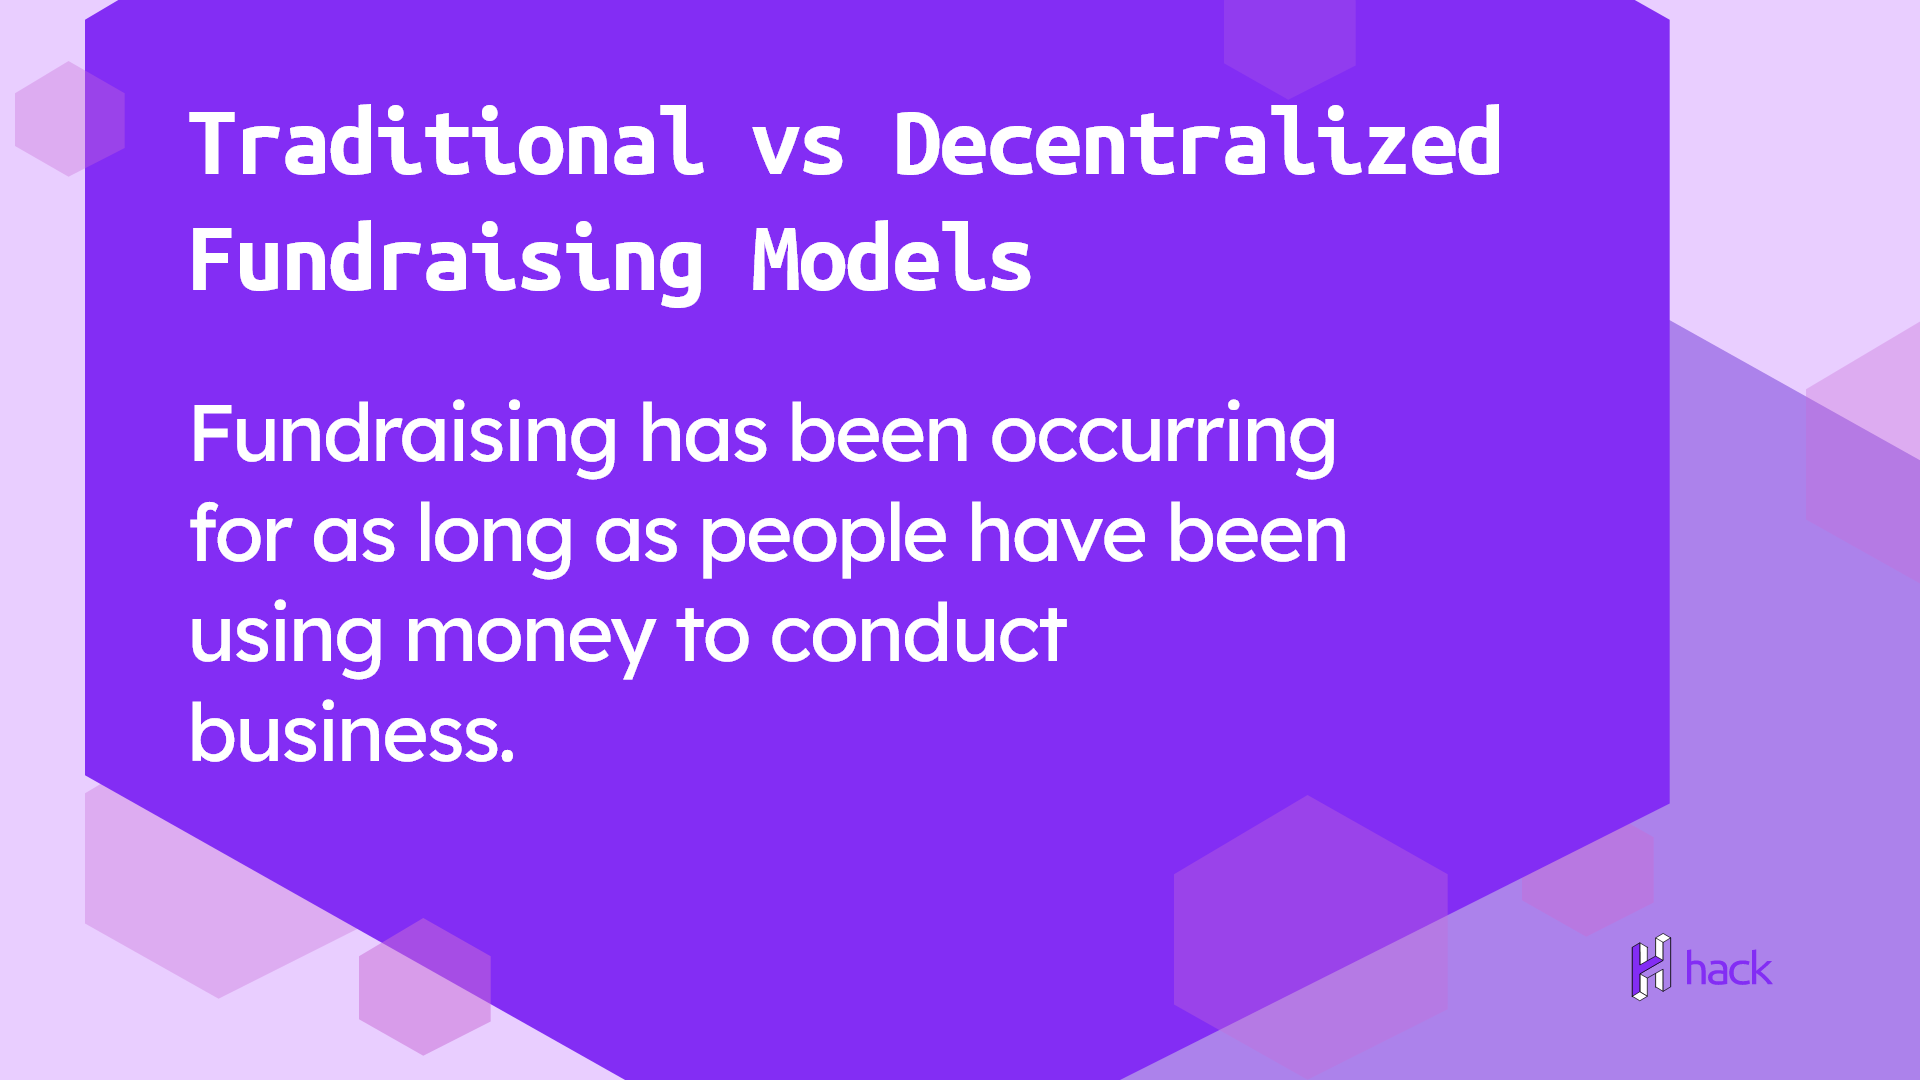 Traditional vs Decentralized
Fundraising Models
Fundraising has been occurring
for as long as people have been
using money to conduct
business.
hack